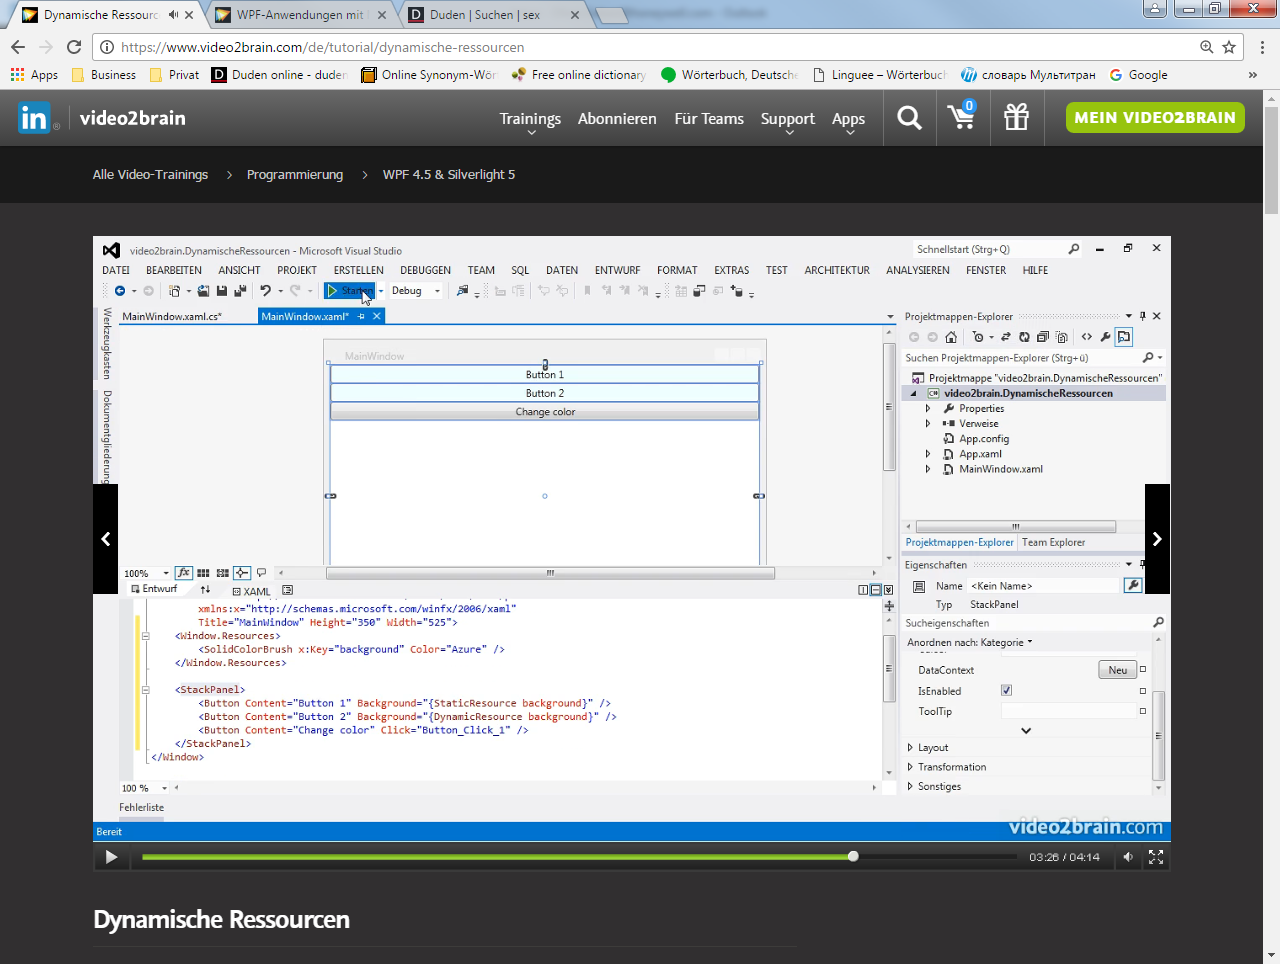 Dynamische Ressourc
WPF-Anwendungen mit
Duden | Suchen | sex
https://www.video2brain.com/de/tutorial/dynamische-ressourcen
Apps
Business
Privat
Duden online - duden
Online Synonym-Wör
Free online dictionary
Wörterbuch, Deutsche
Linguee – Wörterbuch
словарь Мультитран
Google
»
in
video2brain
Trainings
Abonnieren
Für Teams
Support
Apps
0
MEIN VIDEO2BRAIN
Alle Video-Trainings > Programmierung > WPF 4.5 & Silverlight 5
video2brain.DynamischeRessourcen - Microsoft Visual Studio
Schnellstart (Strg+Q)
DATEI BEARBEITEN ANSICHT PROJEKT ERSTELLEN DEBUGGEN TEAM SQL DATEN ENTWURF FORMAT EXTRAS TEST ARCHITEKTUR ANALYSIEREN FENSTER HILFE
Starten
Debug
Werkzeugkasten
Dokumentgliederung
MainWindow.xaml.cs*
MainWindow.xaml*
MainWindow
Button 1
Button 2
Change color
100%
Entwurf
XAML
xmlns:x="http://schemas.microsoft.com/winfx/2006/xaml"
Title="MainWindow" Height="350" Width="525">
<Window.Resources>
<SolidColorBrush x:Key="background" Color="Azure" />
</Window.Resources>
<StackPanel>
<Button Content="Button 1" Background="{StaticResource background}" />
<Button Content="Button 2" Background="{DynamicResource background}" />
<Button Content="Change color" Click="Button_Click_1" />
</StackPanel>
</Window>
100 %
Fehlerliste
Bereit
Projektmappen-Explorer
Suchen Projektmappen-Explorer (Strg+ü)
Projektmappe "video2brain.DynamischeRessourcen"
video2brain.DynamischeRessourcen
Properties
Verweise
App.config
App.xaml
MainWindow.xaml
Projektmappen-Explorer
Team Explorer
Eigenschaften
Name <Kein Name>
Typ StackPanel
Sucheigenschaften
Anordnen nach: Kategorie
DataContext
Neu
IsEnabled
ToolTip
Layout
Transformation
Sonstiges
video2brain.com
03:26 / 04:14
Dynamische Ressourcen